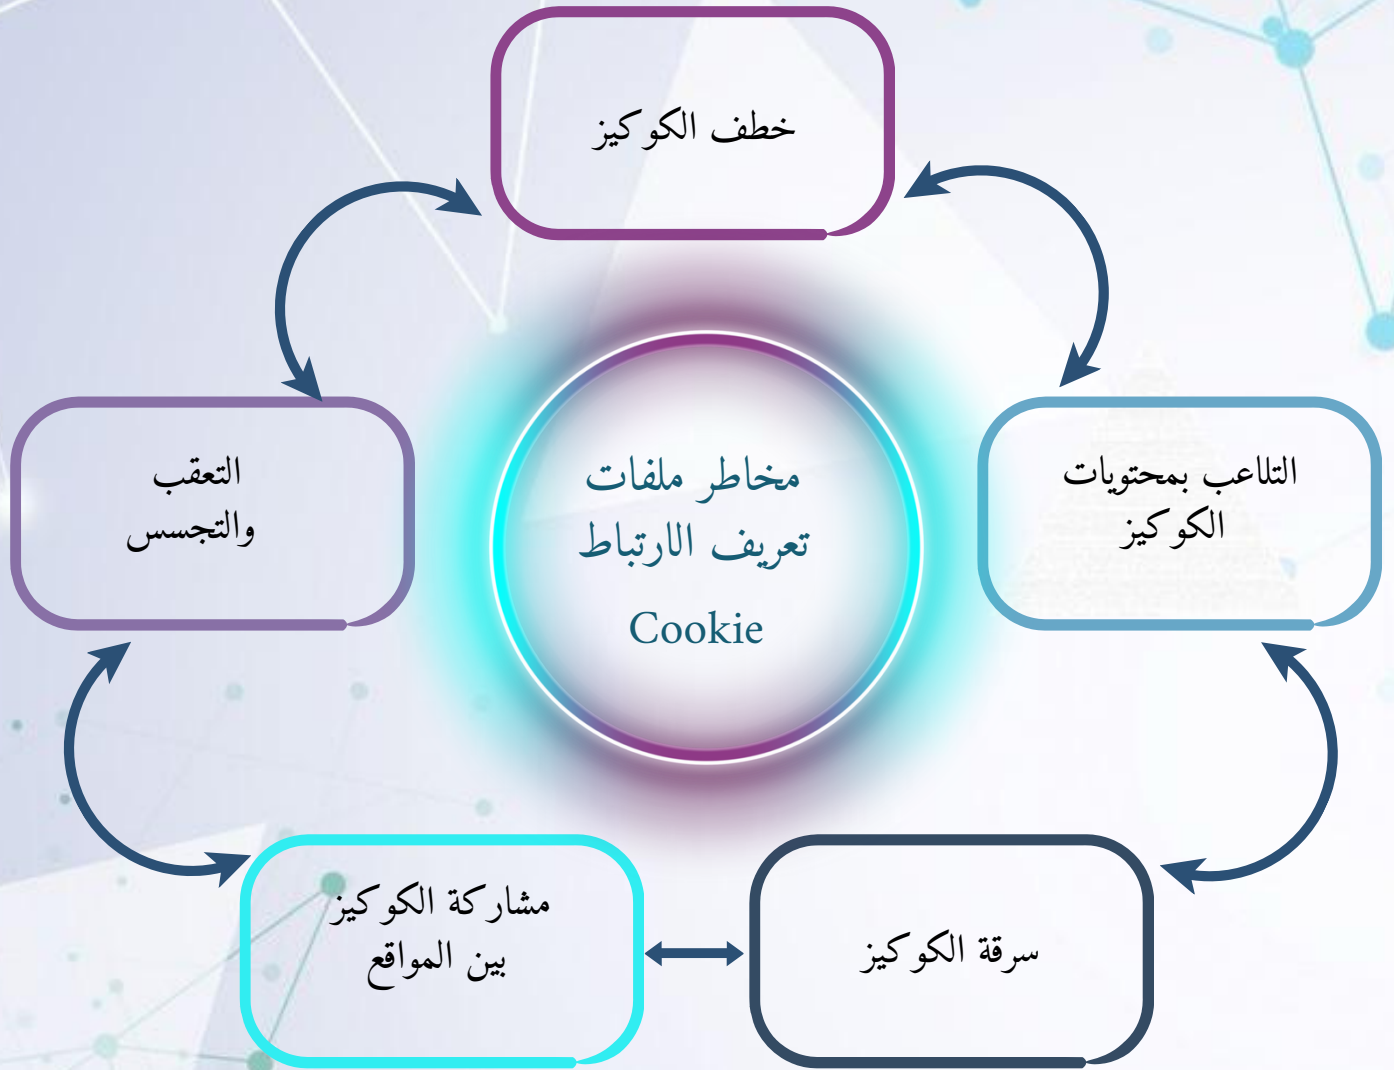 خطف الكوكيز
التلاعب بمحتويات
الكوكيز
سرقة الكوكيز
مشاركة الكوكيز
بين المواقع
التعقب
والتجسس
مخاطر ملفات
تعريف الارتباط
Cookie